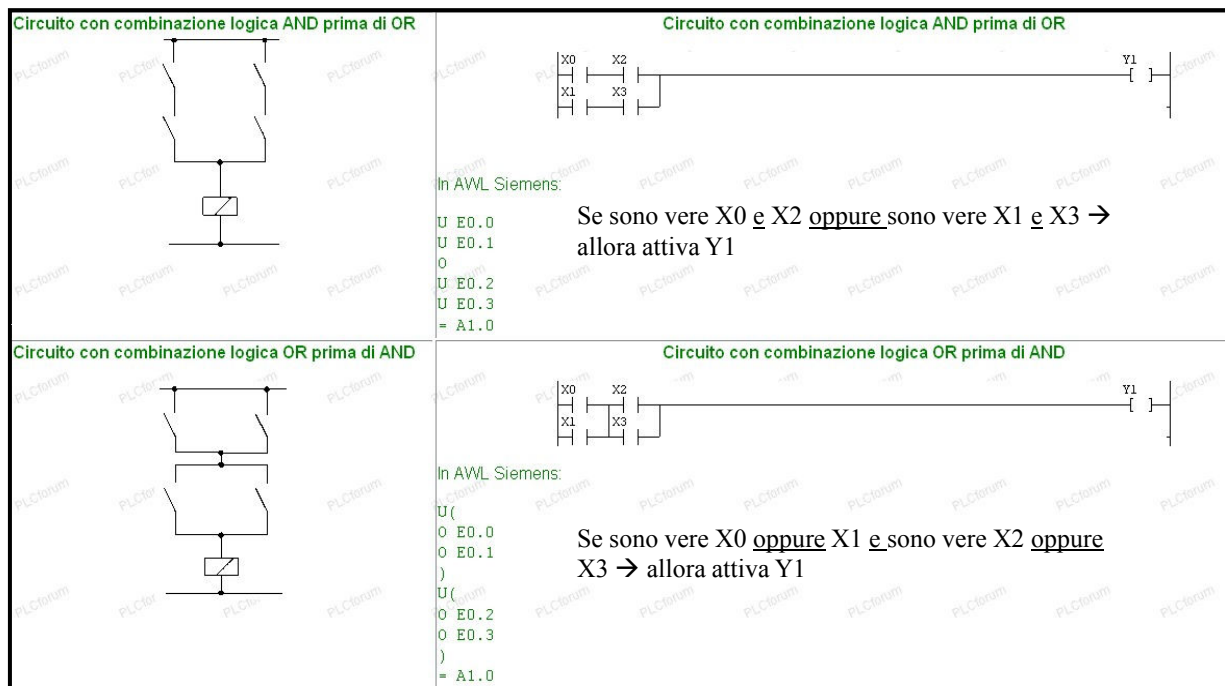 Circuito con combinazione logica AND prima di OR
Circuito con combinazione logica AND prima di OR
X0 X2 Y1
X1 X3
In AWL Siemens:
U E0.0
U E0.1
O
U E0.2
U E0.3
= A1.0
Se sono vere X0 e X2 oppure sono vere X1 e X3 →
allora attiva Y1
Circuito con combinazione logica OR prima di AND
Circuito con combinazione logica OR prima di AND
X0 X2 Y1
X1 X3
In AWL Siemens:
U(
O E0.0
O E0.1
)
U(
O E0.2
O E0.3
)
= A1.0
Se sono vere X0 oppure X1 e sono vere X2 oppure
X3 → allora attiva Y1
PLCforum